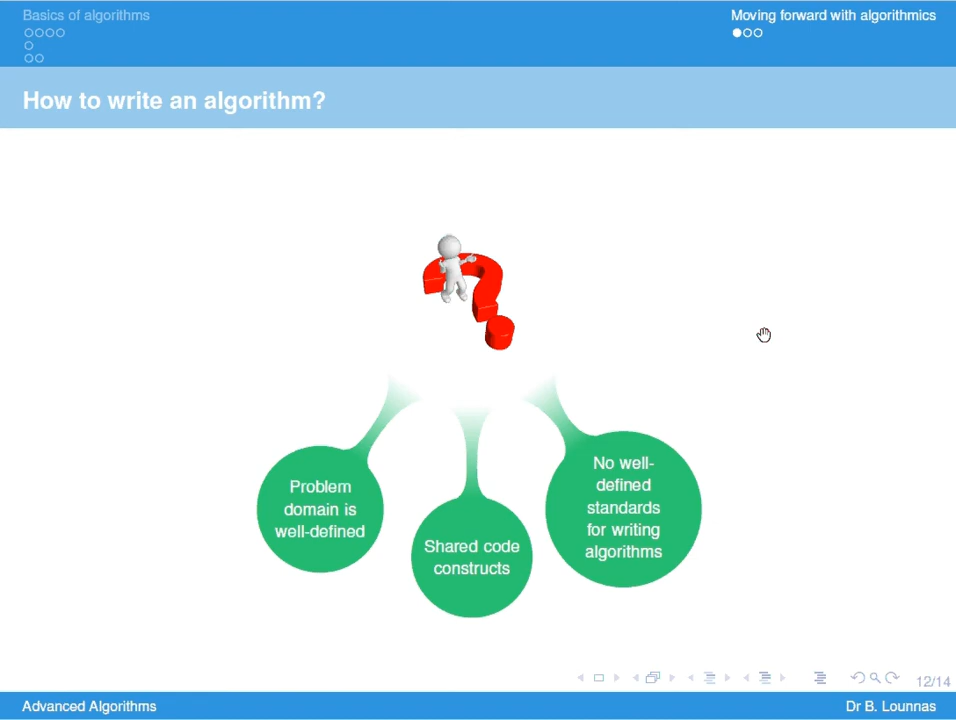 Basics of algorithms
Moving forward with algorithmics
How to write an algorithm?
Problem
domain is
well-defined
Shared code
constructs
No well-
defined
standards
for writing
algorithms
12/14
Advanced Algorithms
Dr B. Lounnas